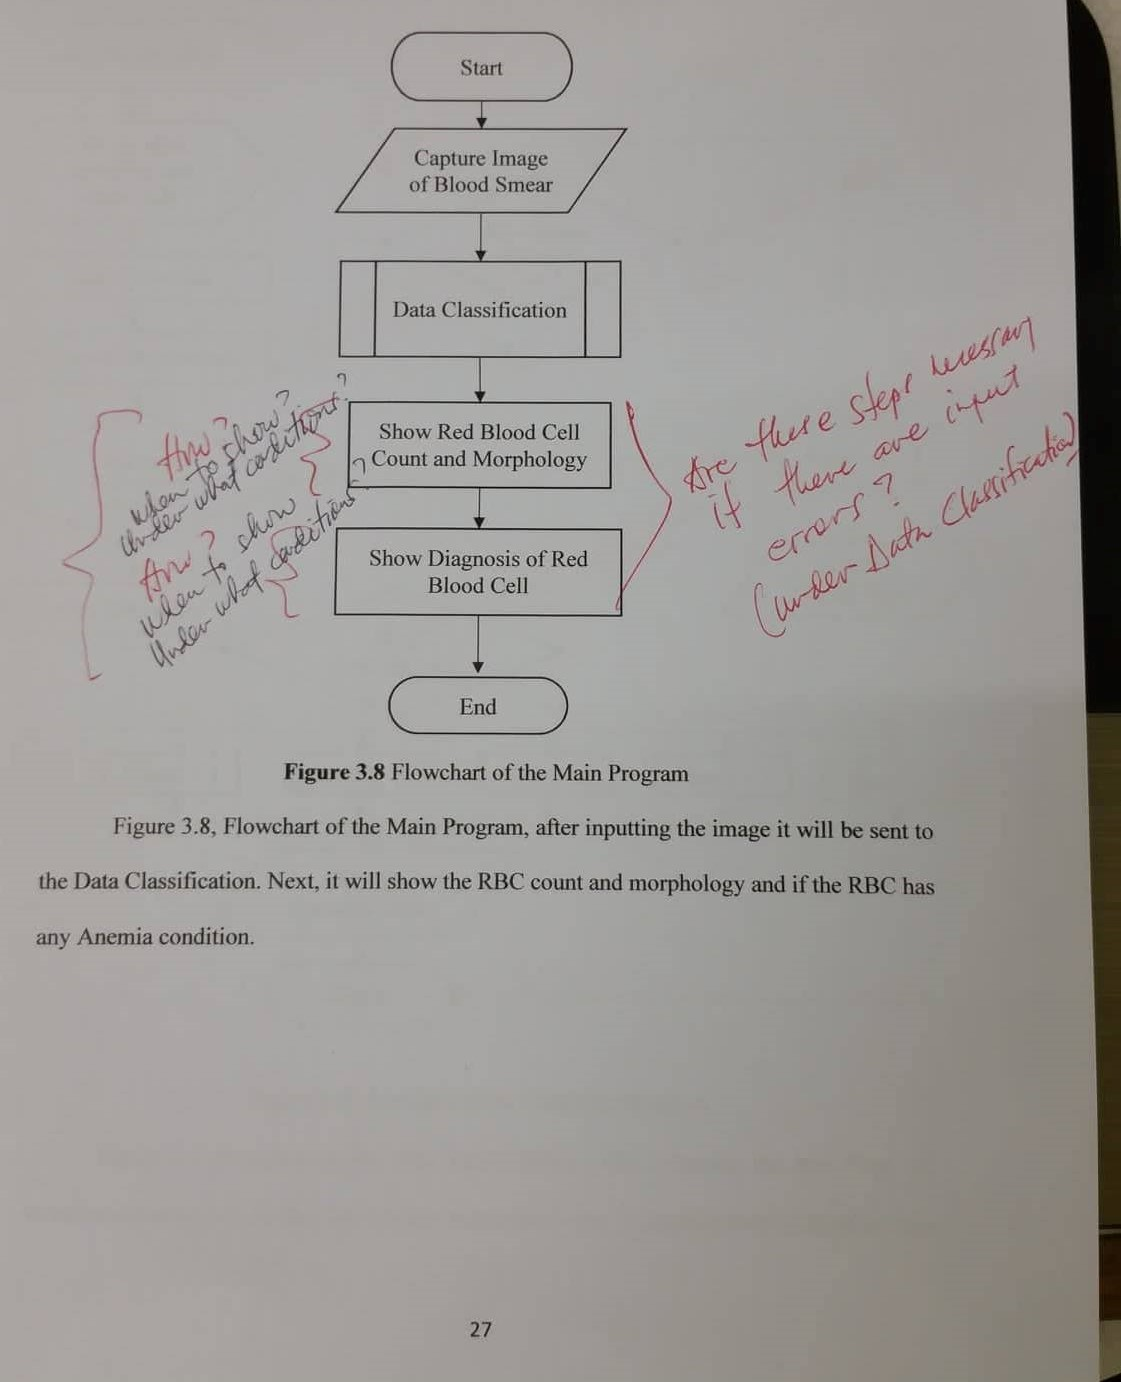 Start
Capture Image
of Blood Smear
Data Classification
How?
when to show?
Under what conditions?
Show Red Blood Cell
Count and Morphology
How?
when to show ?
Under what conditions?
Show Diagnosis of Red
Blood Cell
Are these steps necessary
if there are input
errors?
(under Data Classification)
End
Figure 3.8 Flowchart of the Main Program
Figure 3.8, Flowchart of the Main Program, after inputting the image it will be sent to
the Data Classification. Next, it will show the RBC count and morphology and if the RBC has
any Anemia condition.
27